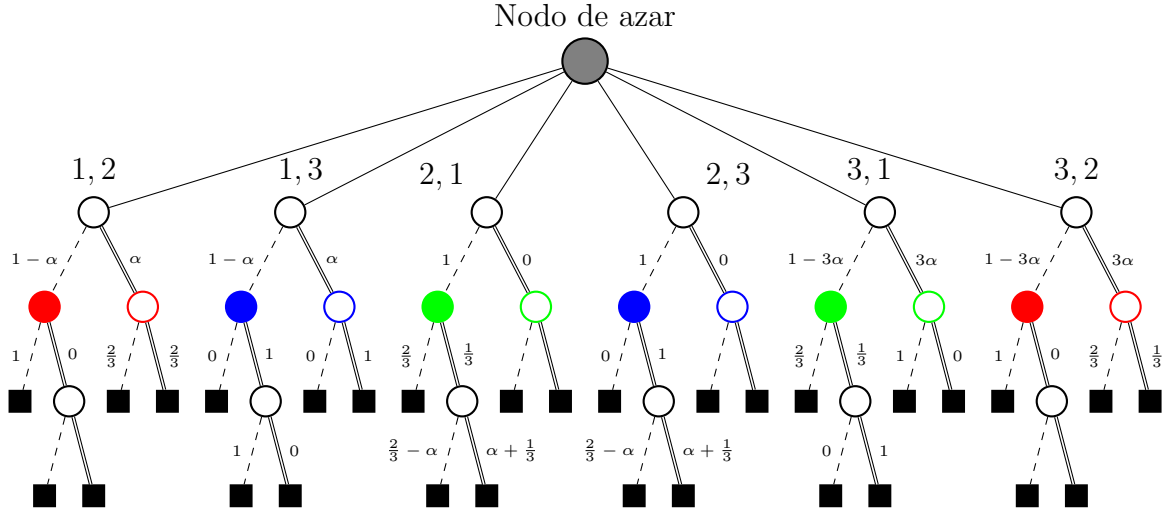 Nodo de azar
1, 2 1, 3 2, 1 2, 3 3, 1 3, 2
1 − α α 1 − α α 1 0 1 0 1 − 3α 3α 1 − 3α 3α
1 0 2/3 2/3 0 1 0 1 2/3 1/3 0 1 2/3 1/3 1 0 1 0 2/3 1/3
1 0 2/3 − α α + 1/3 2/3 − α α + 1/3 0 1